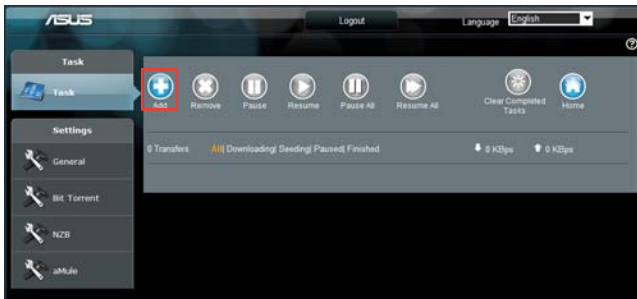 ASUS
Logout
Language English
?
Task
Task
Add Remove Pause Resume Pause All Resume All Clear Completed Tasks Home
Settings
General
0 Transfers All| Downloading| Seeding| Paused| Finished 0 KBps 0 KBps
Bit Torrent
NZB
aMule